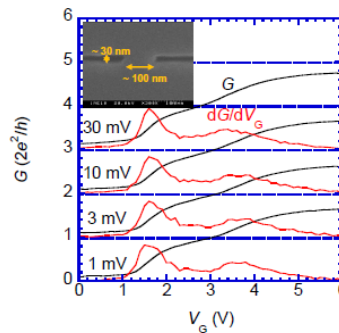 6
5
4
3
2
1
0
G (2e²/h)
~ 30 nm
~ 100 nm
G
dG/dV_G
30 mV
10 mV
3 mV
1 mV
0 1 2 3 4 5 6
V_G (V)